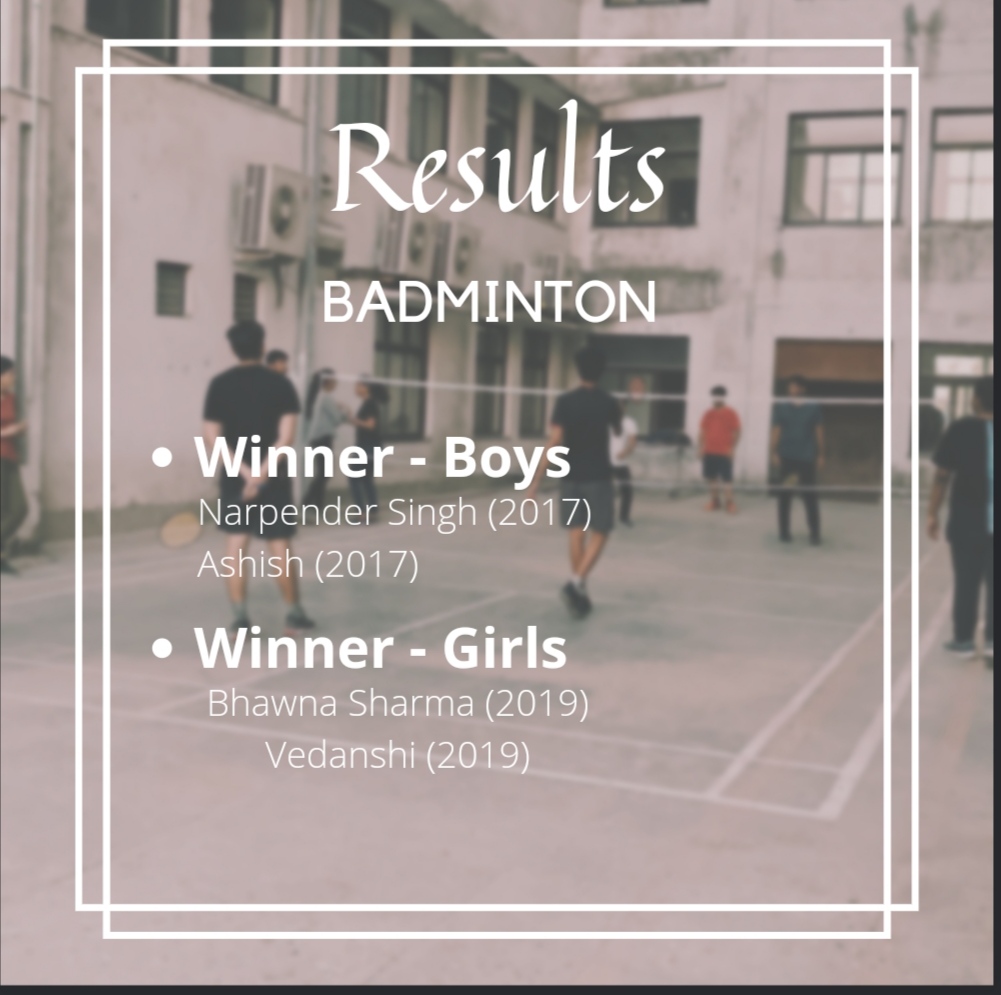 Results
BADMINTON
• Winner - Boys
Narpender Singh (2017)
Ashish (2017)
• Winner - Girls
Bhawna Sharma (2019)
Vedanshi (2019)